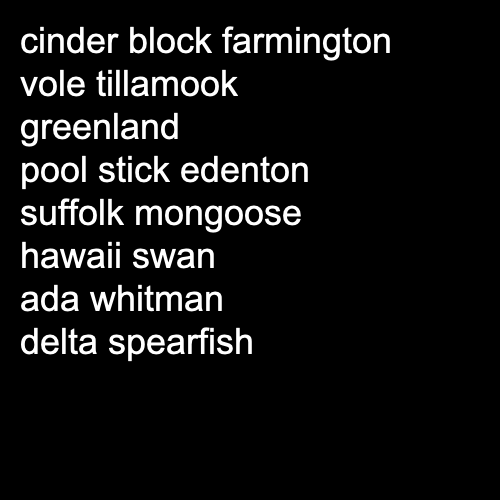 cinder block farmington
vole tillamook
greenland
pool stick edenton
suffolk mongoose
hawaii swan
ada whitman
delta spearfish